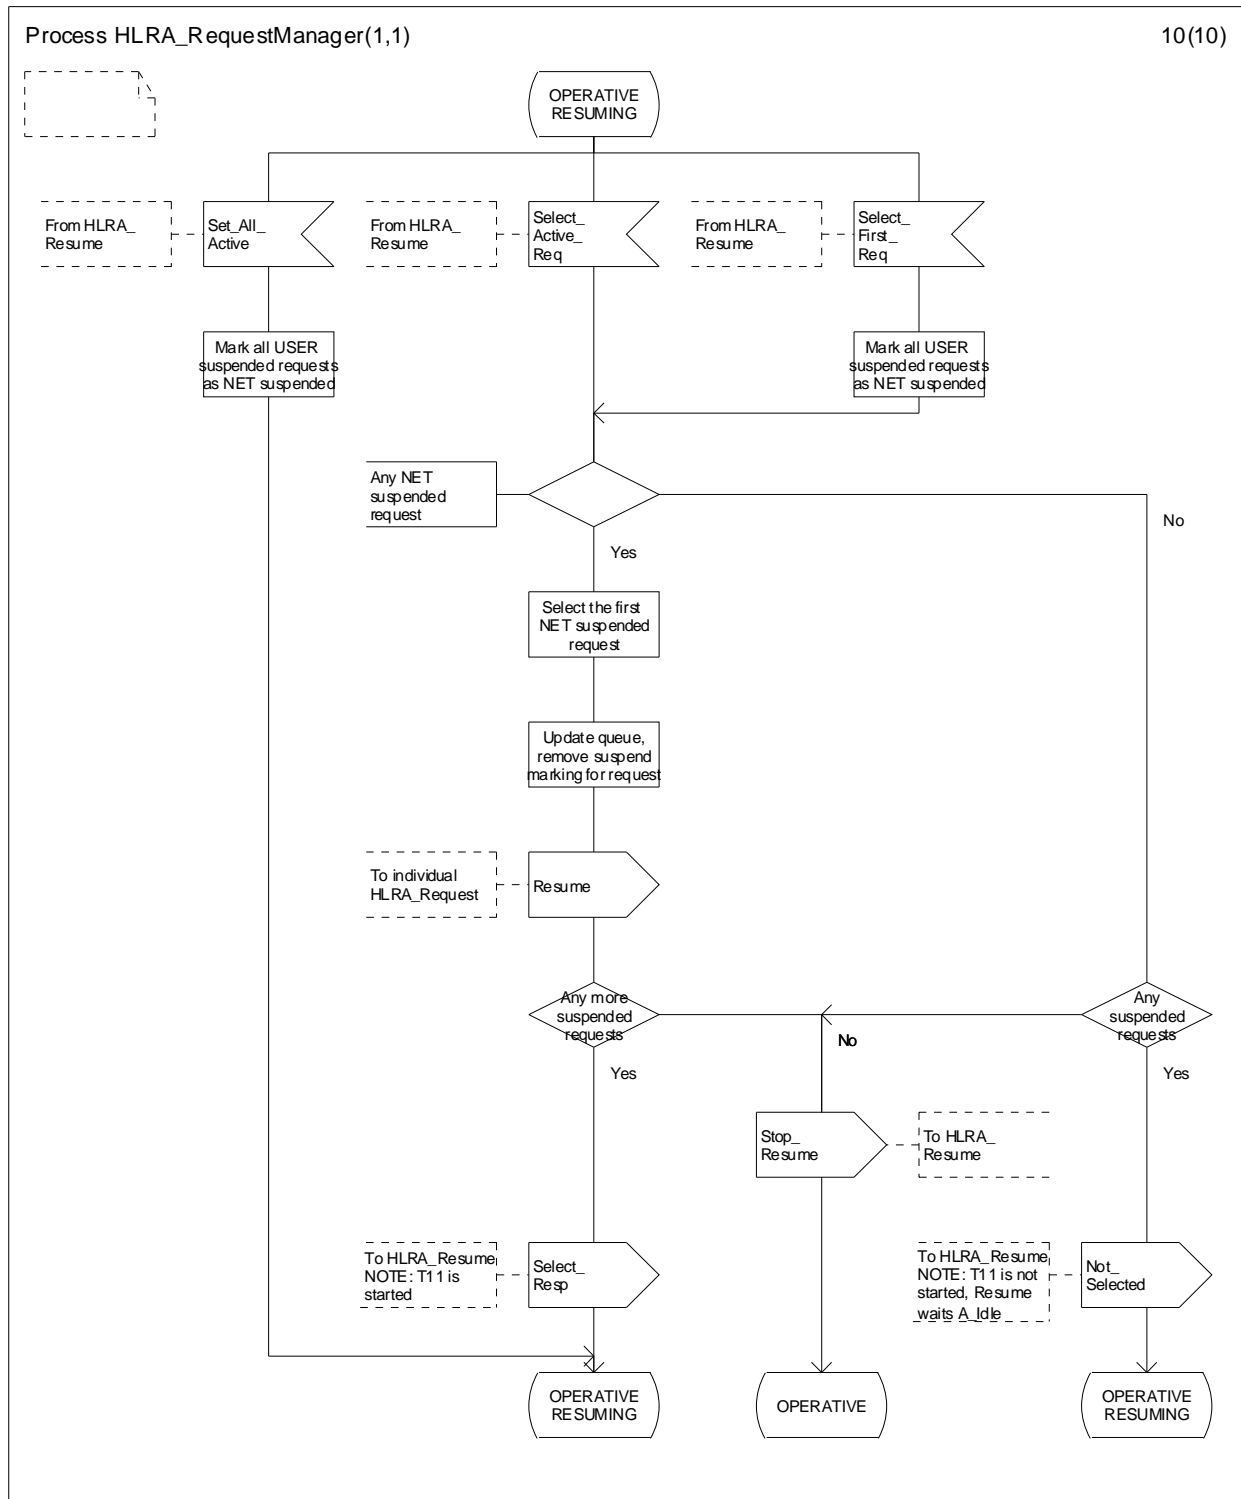 Process HLRA_RequestManager(1,1)
10(10)
OPERATIVE
RESUMING
From HLRA_
Resume
Set_All_
Active
From HLRA_
Resume
Select_
Active_
Req
From HLRA_
Resume
Select_
First_
Req
Mark all USER
suspended requests
as NET suspended
Mark all USER
suspended requests
as NET suspended
Any NET
suspended
request
No
Yes
Select the first
NET suspended
request
Update queue,
remove suspend
marking for request
To individual
HLRA_Request
Resume
Any more
suspended
requests
Any
suspended
requests
No
Yes
Yes
Stop_
Resume
To HLRA_
Resume
To HLRA_Resume
NOTE: T11 is
started
Select_
Resp
To HLRA_Resume
NOTE: T11 is not
started, Resume
waits A_Idle
Not_
Selected
OPERATIVE
RESUMING
OPERATIVE
OPERATIVE
RESUMING